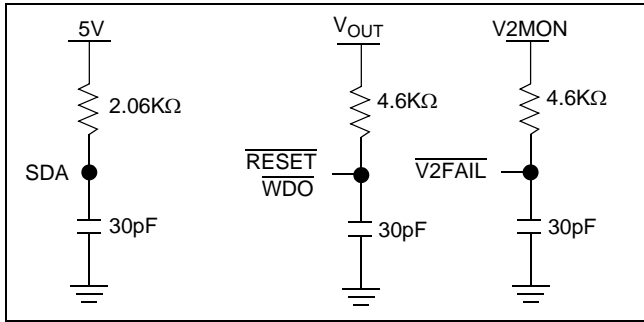 5V
2.06KΩ
SDA
30pF
VOUT
4.6KΩ
RESET
WDO
30pF
V2MON
4.6KΩ
V2FAIL
30pF